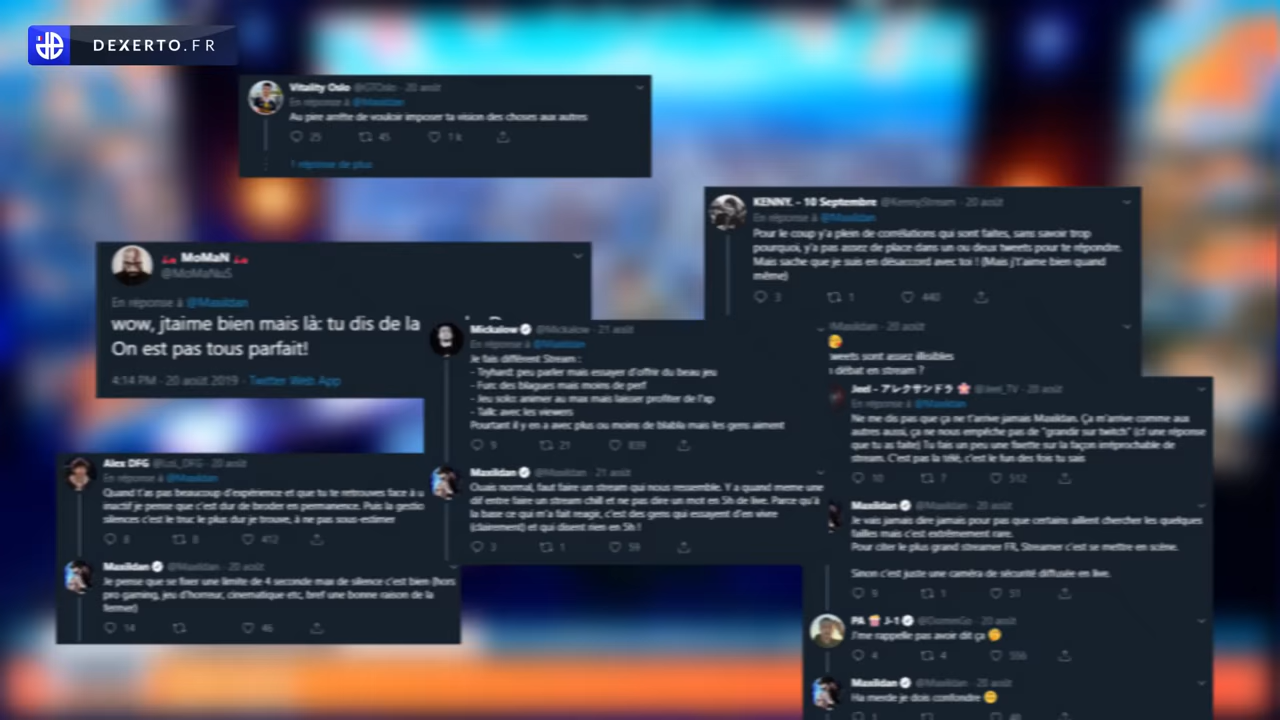 DEXERTO.FR
Vitality Oslo @GTOslo · 20 août
En réponse à @Maxildan
Au pire arrête de vouloir imposer ta vision des choses aux autres
25 45 1 k
1 réponse de plus
KENNY. - 10 Septembre @KennyStream · 20 août
En réponse à @Maxildan
Pour le coup y'a plein de corrélations qui sont faites, sans savoir trop
pourquoi, y'a pas assez de place dans un ou deux tweets pour te répondre.
Mais sache que je suis en désaccord avec toi ! (Mais j't'aime bien quand
même)
3 1 440
MoMaN
@MoMaNuS
En réponse à @Maxildan
wow, jtaime bien mais là: tu dis de la
On est pas tous parfait!
4:14 PM · 20 août 2019 · Twitter Web App
Mickalow @Mickalow · 21 août
En réponse à @Maxildan
Je fais différent Stream :
- Tryhard: peu parler mais essayer d'offrir du beau jeu
- Fun: des blagues mais moins de perf
- Jeu solo: animer au max mais laisser profiter de l'xp
- Talk: avec les viewers
Pourtant il y en a avec plus ou moins de blabla mais les gens aiment
9 21 839
Maxildan @Maxildan · 21 août
Ouais normal, faut faire un stream qui nous ressemble. Y a quand meme une
dif entre faire un stream chill et ne pas dire un mot en 5h de live. Parce qu'à
la base ce qui m'a fait reagir, c'est des gens qui essayent d'en vivre
(clairement) et qui disent rien en 5h !
3 1 59
Maxildan · 20 août
tweets sont assez illisibles
débat en stream ?
Jeel - アレクサンドラ @Jeel_TV · 20 août
En réponse à @Maxildan
Ne me dis pas que ça ne t'arrive jamais Maxildan. Ça m'arrive comme aux
autres aussi, ça ne nous empêche pas de "grandir sur twitch" (cf une réponse
que tu as faite) Tu fais un peu une fixette sur la façon irréprochable de
stream. C'est pas la télé, c'est le fun des fois tu sais
10 7 512
Maxildan @Maxildan · 20 août
Je vais jamais dire jamais pour pas que certains aillent chercher les quelques
failles mais c'est extrêmement rare.
Pour citer le plus grand streamer FR, Streamer c'est se mettre en scène.
Sinon c'est juste une caméra de sécurité diffusée en live.
9 1 51
PA J-1 @DomenGo · 20 août
J'me rappelle pas avoir dit ça
4 4 556
Maxildan @Maxildan · 20 août
Ha merde je dois confondre
Alex DFG · 20 août
En réponse à @Maxildan
Quand t'as pas beaucoup d'expérience et que tu te retrouves face à u
inactif je pense que c'est dur de broder en permanence. Puis la gestio
silences c'est le truc le plus dur je trouve, à ne pas sous-estimer
8 8 412
Maxildan @Maxildan · 20 août
Je pense que se fixer une limite de 4 seconde max de silence c'est bien (hors
pro gaming, jeu d'horreur, cinematique etc, bref une bonne raison de la
fermer)
14 46